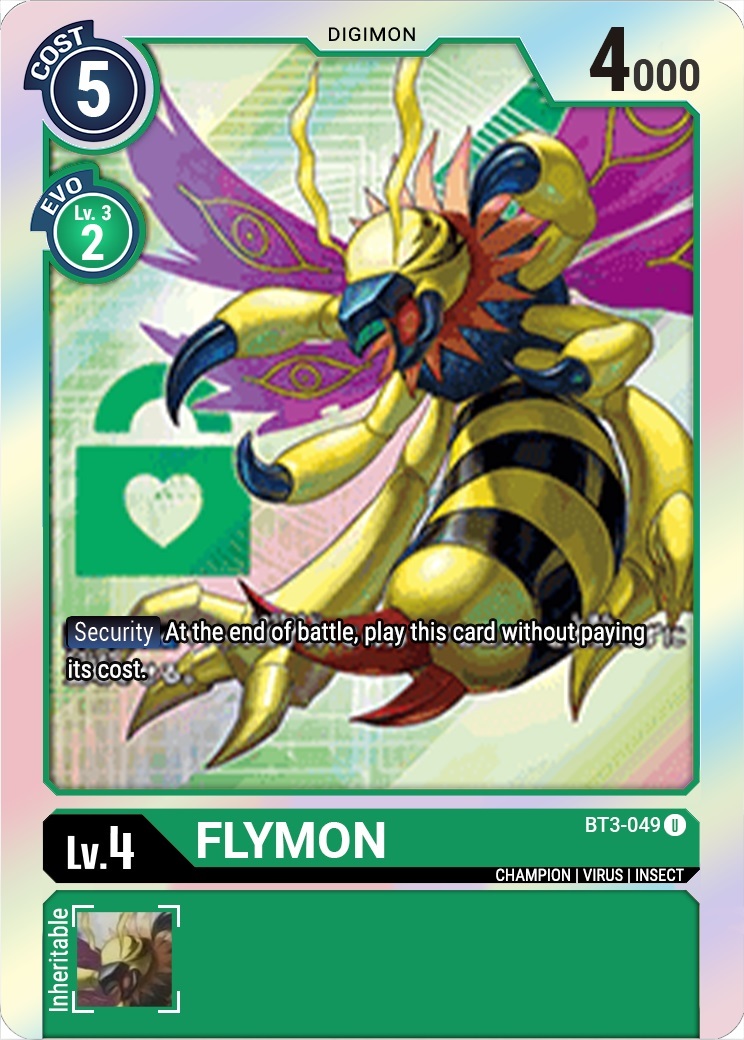 DIGIMON
COST
5
4000
EVO
Lv. 3
2
Security At the end of battle, play this card without paying
its cost.
Lv.4
FLYMON
BT3-049 U
CHAMPION | VIRUS | INSECT
Inheritable